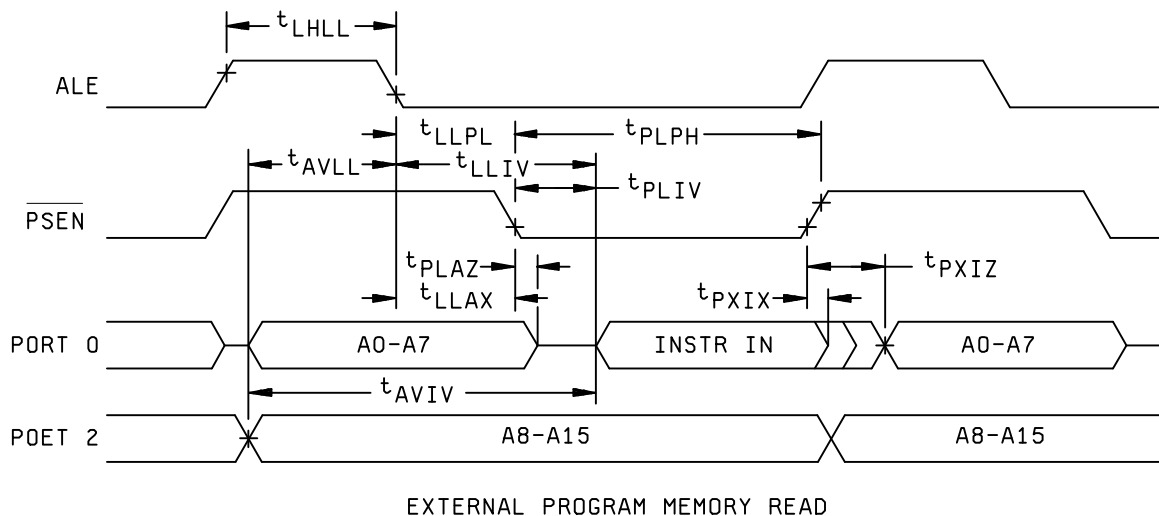 tLHLL
ALE
tLLPL
tPLPH
tAVLL
tLLIV
tPLIV
PSEN
tPLAZ
tPXIZ
tLLAX
tPXIX
PORT 0
A0-A7
INSTR IN
A0-A7
tAVIV
POET 2
A8-A15
A8-A15
EXTERNAL PROGRAM MEMORY READ